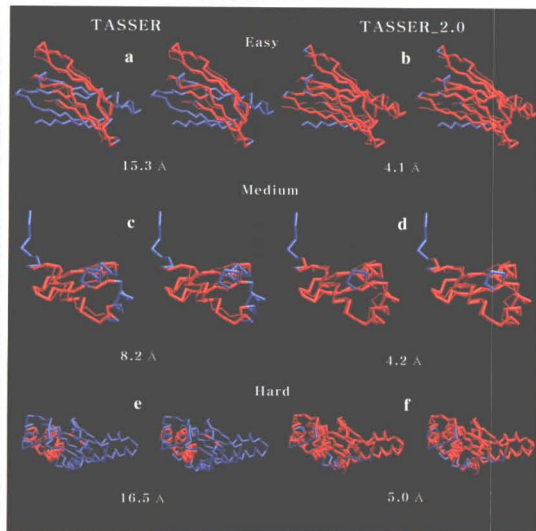 TASSER TASSER_2.0
Easy
a b
15.3 Å 4.1 Å
Medium
c d
8.2 Å 4.2 Å
Hard
e f
16.5 Å 5.0 Å